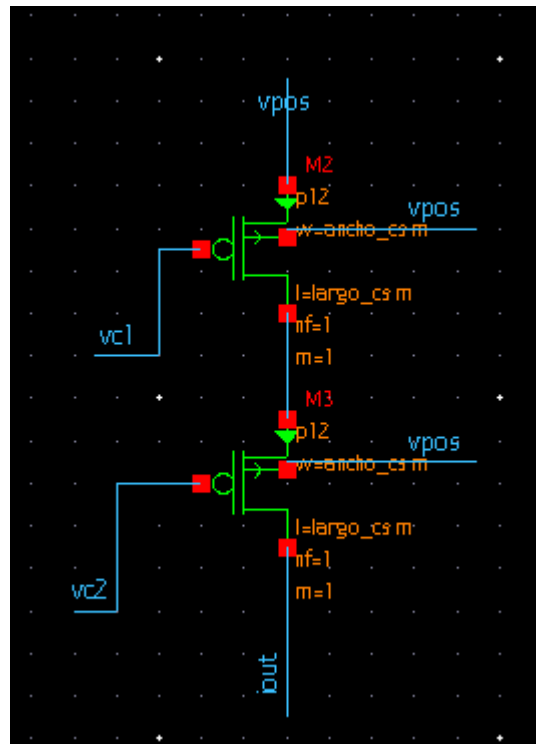 vpos
M2
p12
vpos
w=ancho_cs m
l=largo_cs m
nf=1
vc1
m=1
M3
p12
vpos
w=ancho_cs m
l=largo_cs m
nf=1
vc2
m=1
iout